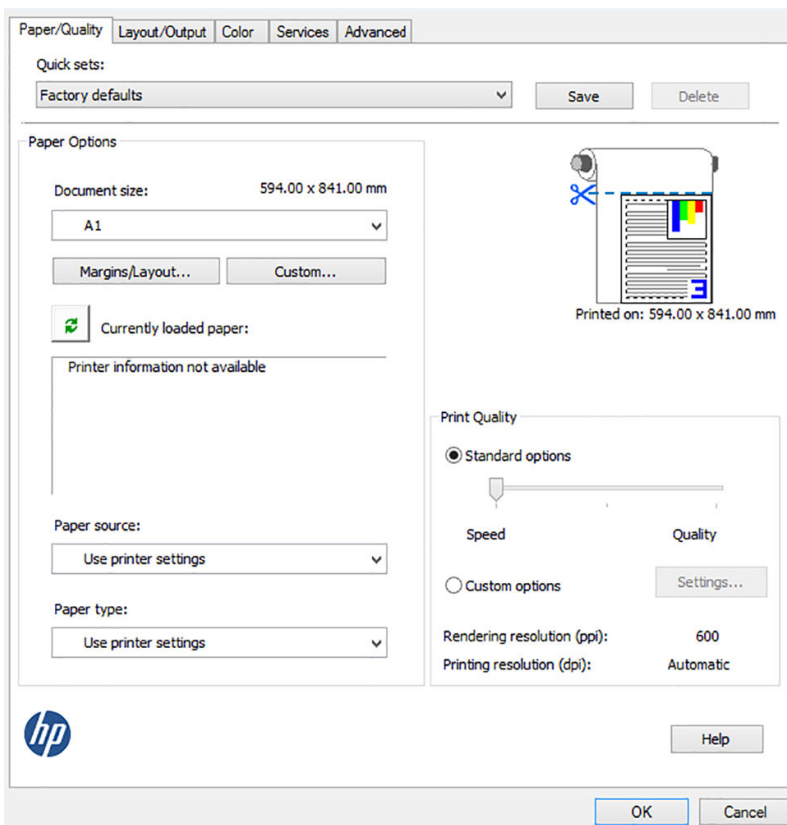 Paper/Quality Layout/Output Color Services Advanced
Quick sets:
Factory defaults
Save
Delete
Paper Options
Document size:
594.00 x 841.00 mm
A1
Margins/Layout...
Custom...
Currently loaded paper:
Printer information not available
Paper source:
Use printer settings
Paper type:
Use printer settings
E
Printed on: 594.00 x 841.00 mm
Print Quality
Standard options
Speed
Quality
Custom options
Settings...
Rendering resolution (ppi): 600
Printing resolution (dpi): Automatic
hp
Help
OK
Cancel